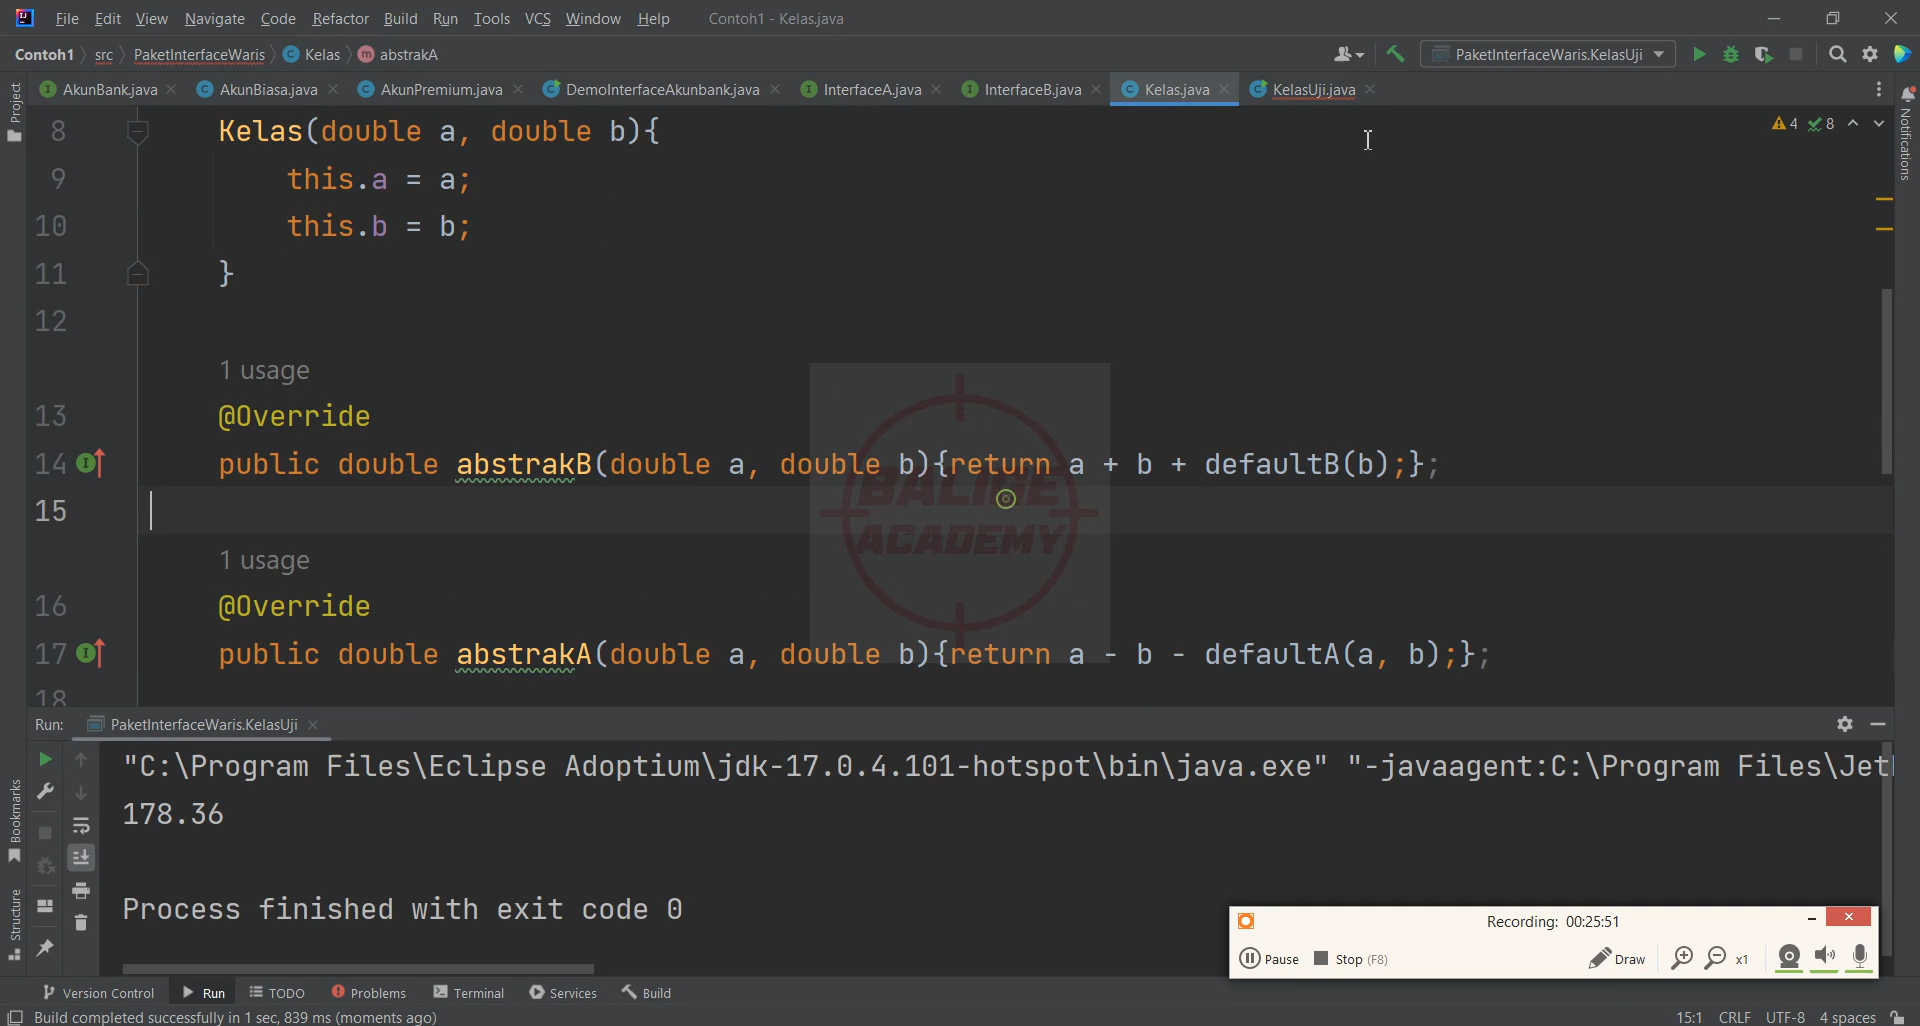 File Edit View Navigate Code Refactor Build Run Tools VCS Window Help Contoh1 - Kelas.java
Contoh1 src PaketInterfaceWaris Kelas abstrakA PaketInterfaceWaris.KelasUji
AkunBank.java AkunBiasa.java AkunPremium.java DemoInterfaceAkunbank.java InterfaceA.java InterfaceB.java Kelas.java KelasUji.java
Project
Notifications
4 8
8 Kelas(double a, double b){
9 this.a = a;
10 this.b = b;
11 }
12
1 usage
13 @Override
14 public double abstrakB(double a, double b){return a + b + defaultB(b);};
15
1 usage
16 @Override
17 public double abstrakA(double a, double b){return a - b - defaultA(a, b);};
18
BALIGE
ACADEMY
Run: PaketInterfaceWaris.KelasUji
"C:\Program Files\Eclipse Adoptium\jdk-17.0.4.101-hotspot\bin\java.exe" "-javaagent:C:\Program Files\Jet
178.36
Process finished with exit code 0
Bookmarks
Structure
Recording: 00:25:51
Pause Stop (F8) Draw x1
Version Control Run TODO Problems Terminal Services Build
Build completed successfully in 1 sec, 839 ms (moments ago) 15:1 CRLF UTF-8 4 spaces